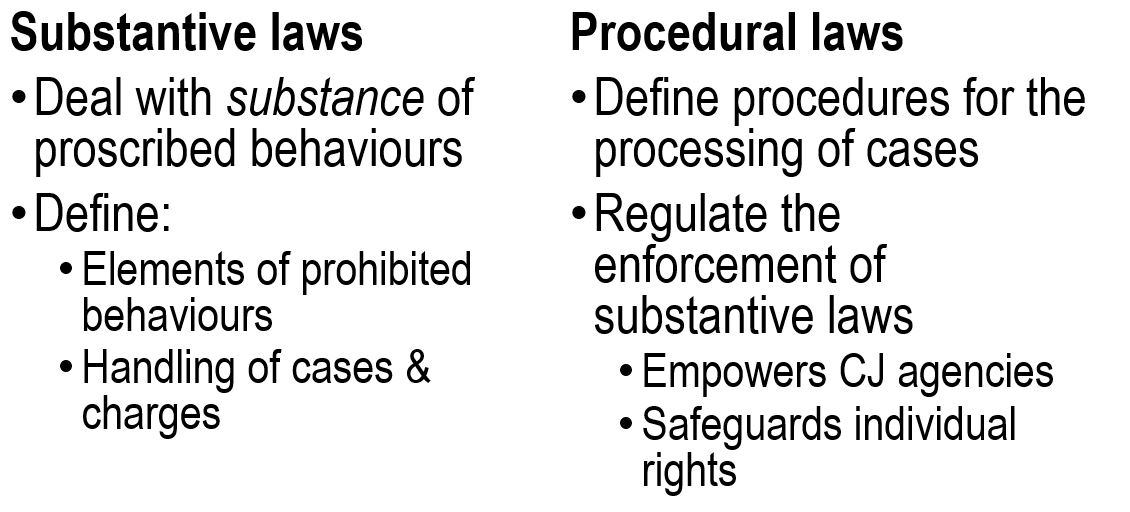 Substantive laws
•Deal with substance of
proscribed behaviours
•Define:
•Elements of prohibited
behaviours
•Handling of cases &
charges
Procedural laws
•Define procedures for the
processing of cases
•Regulate the
enforcement of
substantive laws
•Empowers CJ agencies
•Safeguards individual
rights